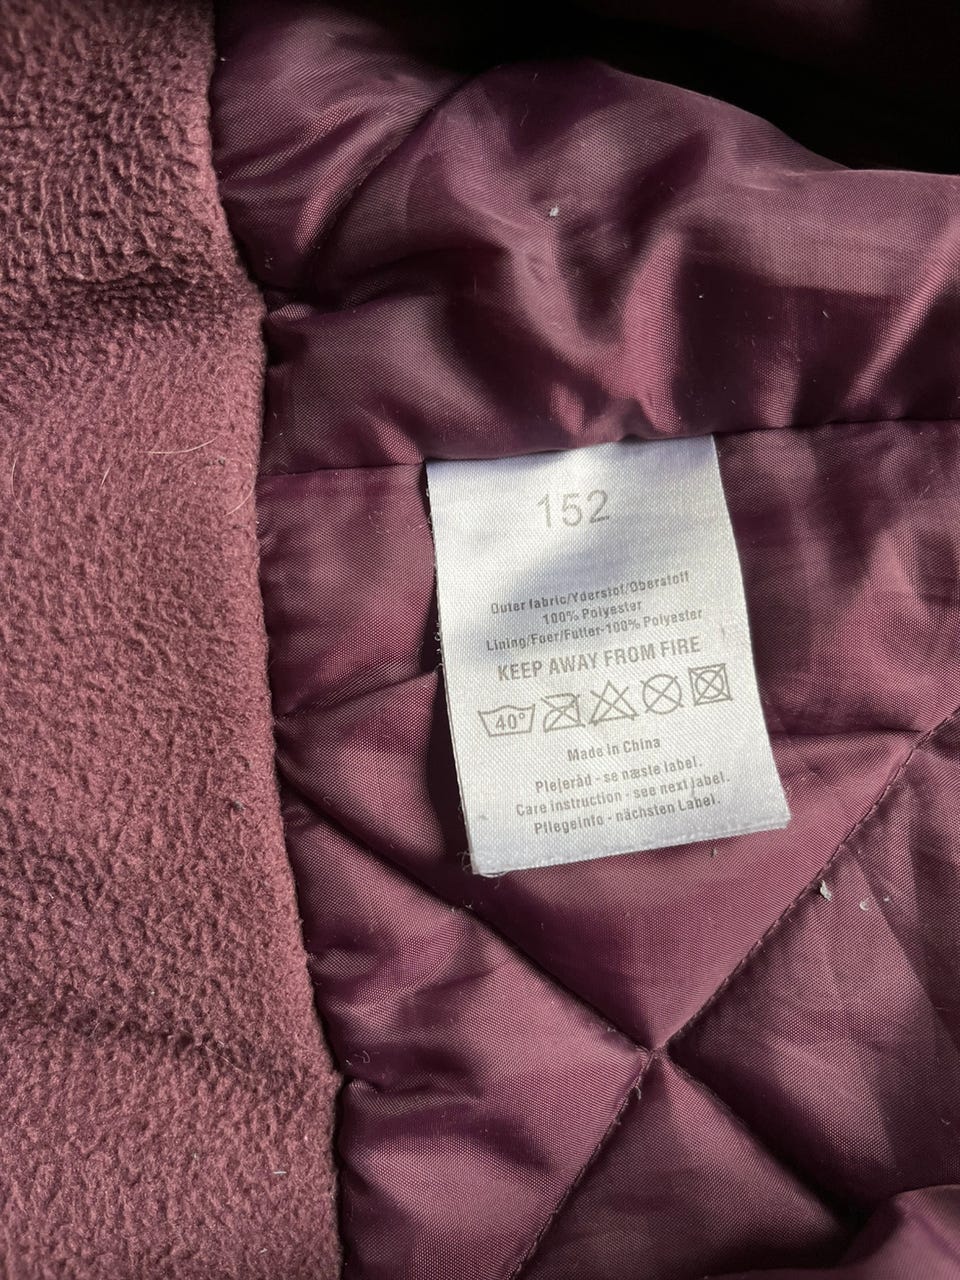 152
Outer fabric/Yderstof/Oberstoff
100% Polyester
Lining/Foer/Futter-100% Polyester
KEEP AWAY FROM FIRE
40°
Made in China
Plejeråd - se næste label.
Care instruction - see next label.
Pflegeinfo - nächsten Label.